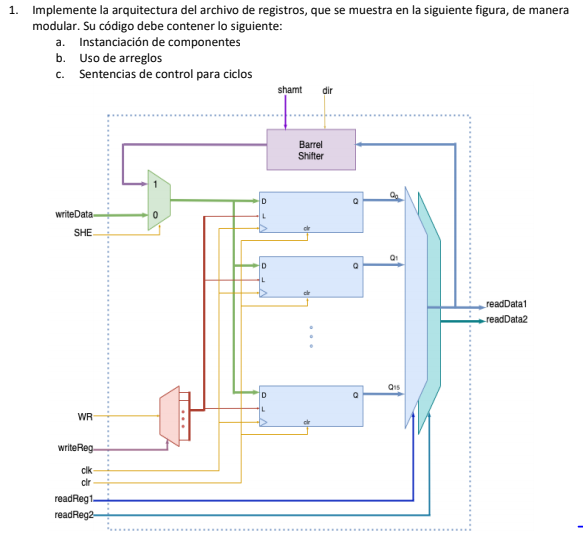 1. Implemente la arquitectura del archivo de registros, que se muestra en la siguiente figura, de manera
modular. Su código debe contener lo siguiente:
a. Instanciación de componentes
b. Uso de arreglos
c. Sentencias de control para ciclos
shamt dir
Barrel
Shifter
1
writeData 0
SHE
D Q Q0
L
clr
D Q Q1
L
clr
readData1
readData2
D Q Q15
L
clr
WR
writeReg
clk
clr
readReg1
readReg2